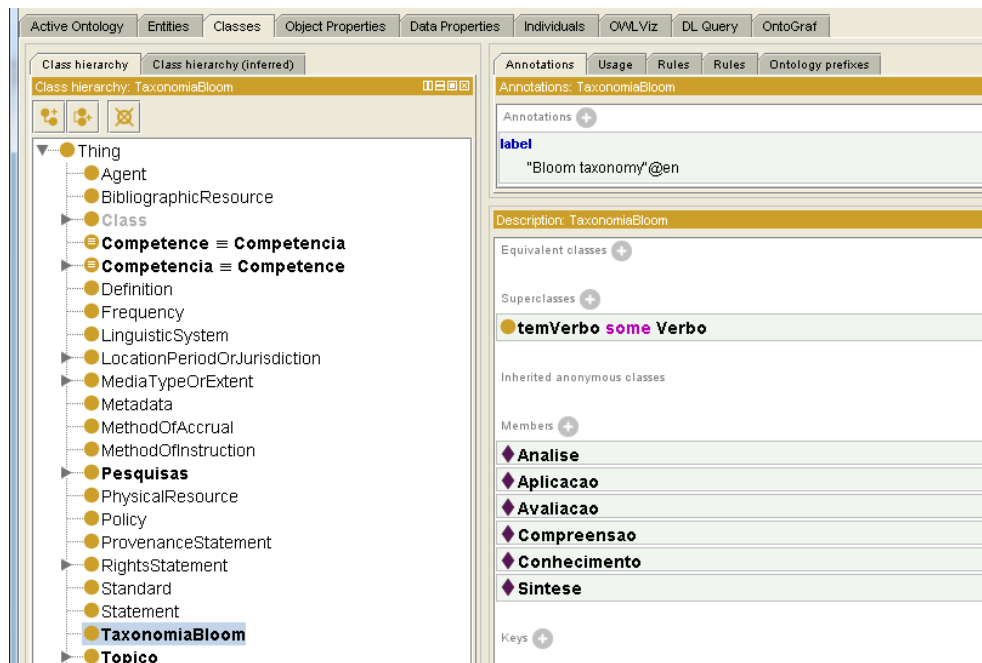 Active Ontology Entities Classes Object Properties Data Properties Individuals OWLViz DL Query OntoGraf
Class hierarchy Class hierarchy (inferred)
Class hierarchy: TaxonomiaBloom
Thing
Agent
BibliographicResource
Class
Competence ≡ Competencia
Competencia ≡ Competence
Definition
Frequency
LinguisticSystem
LocationPeriodOrJurisdiction
MediaTypeOrExtent
Metadata
MethodOfAccrual
MethodOfInstruction
Pesquisas
PhysicalResource
Policy
ProvenanceStatement
RightsStatement
Standard
Statement
TaxonomiaBloom
Topico
Annotations Usage Rules Rules Ontology prefixes
Annotations: TaxonomiaBloom
Annotations
label
"Bloom taxonomy"@en
Description: TaxonomiaBloom
Equivalent classes
Superclasses
temVerbo some Verbo
Inherited anonymous classes
Members
Analise
Aplicacao
Avaliacao
Compreensao
Conhecimento
Sintese
Keys